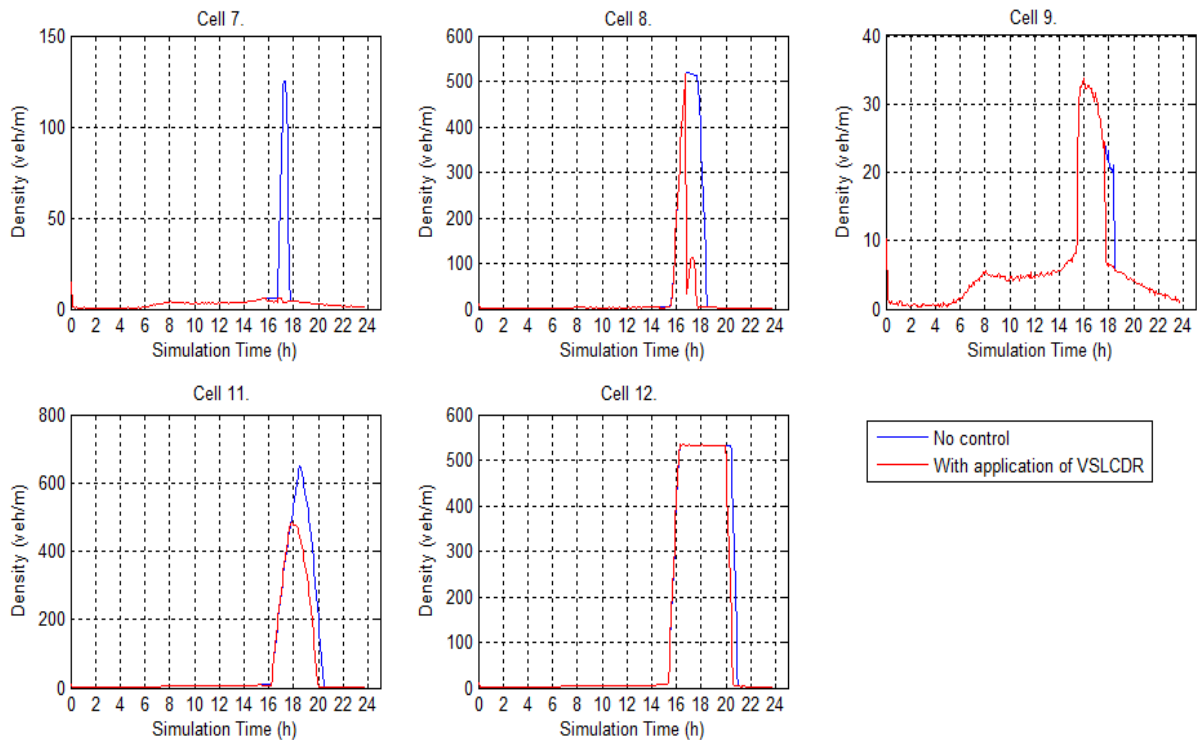 Cell 7.
150
100
50
0
Density (veh/m)
0 2 4 6 8 10 12 14 16 18 20 22 24
Simulation Time (h)
Cell 8.
600
500
400
300
200
100
0
Density (veh/m)
0 2 4 6 8 10 12 14 16 18 20 22 24
Simulation Time (h)
Cell 9.
40
30
20
10
0
Density (veh/m)
0 2 4 6 8 10 12 14 16 18 20 22 24
Simulation Time (h)
Cell 11.
800
600
400
200
0
Density (veh/m)
0 2 4 6 8 10 12 14 16 18 20 22 24
Simulation Time (h)
Cell 12.
600
500
400
300
200
100
0
Density (veh/m)
0 2 4 6 8 10 12 14 16 18 20 22 24
Simulation Time (h)
No control
With application of VSLCDR